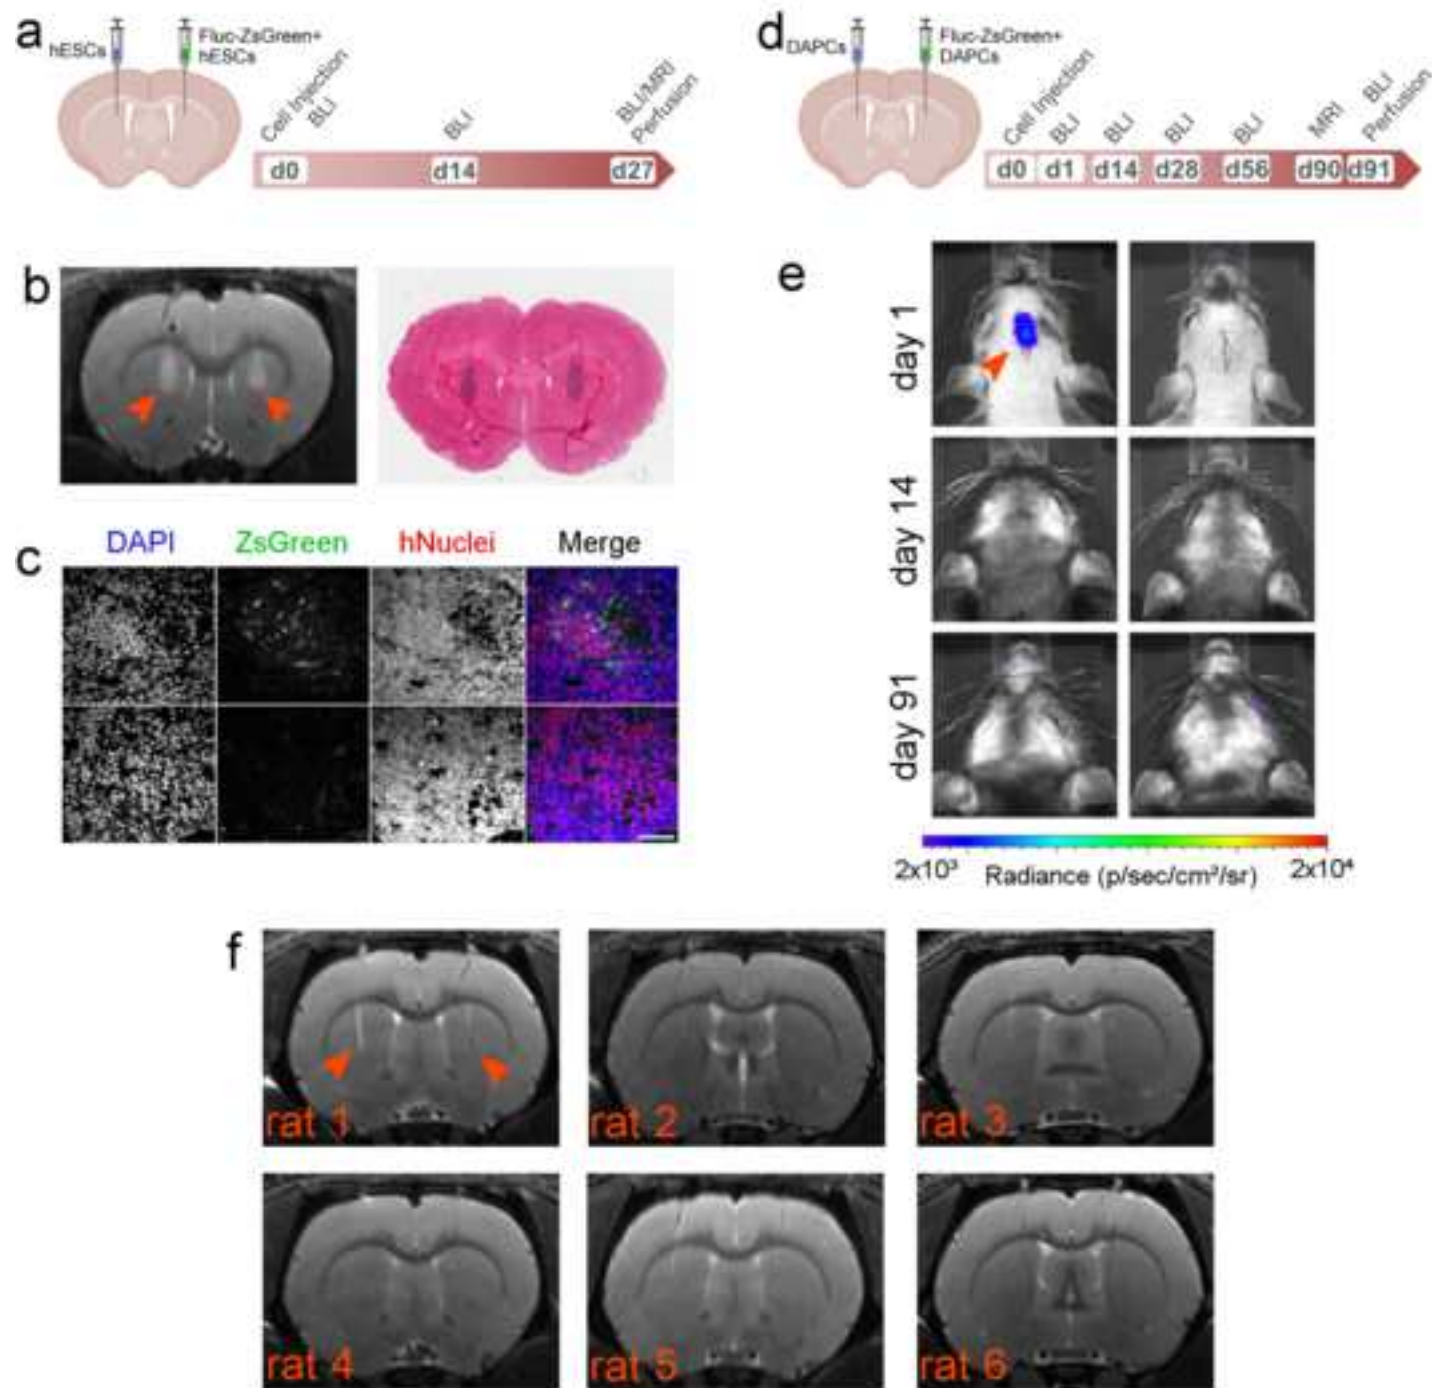 a
hESCs
Fluc-ZsGreen+
hESCs
Cell Injection
BLI
BLI
BLI/MRI
Perfusion
d0
d14
d27
d
DAPCs
Fluc-ZsGreen+
DAPCs
Cell Injection
BLI
BLI
BLI
BLI
MRI
BLI
Perfusion
d0
d1
d14
d28
d56
d90
d91
b
c
DAPI
ZsGreen
hNuclei
Merge
e
day 1
day 14
day 91
2x10³
Radiance (p/sec/cm²/sr)
2x10⁴
f
rat 1
rat 2
rat 3
rat 4
rat 5
rat 6